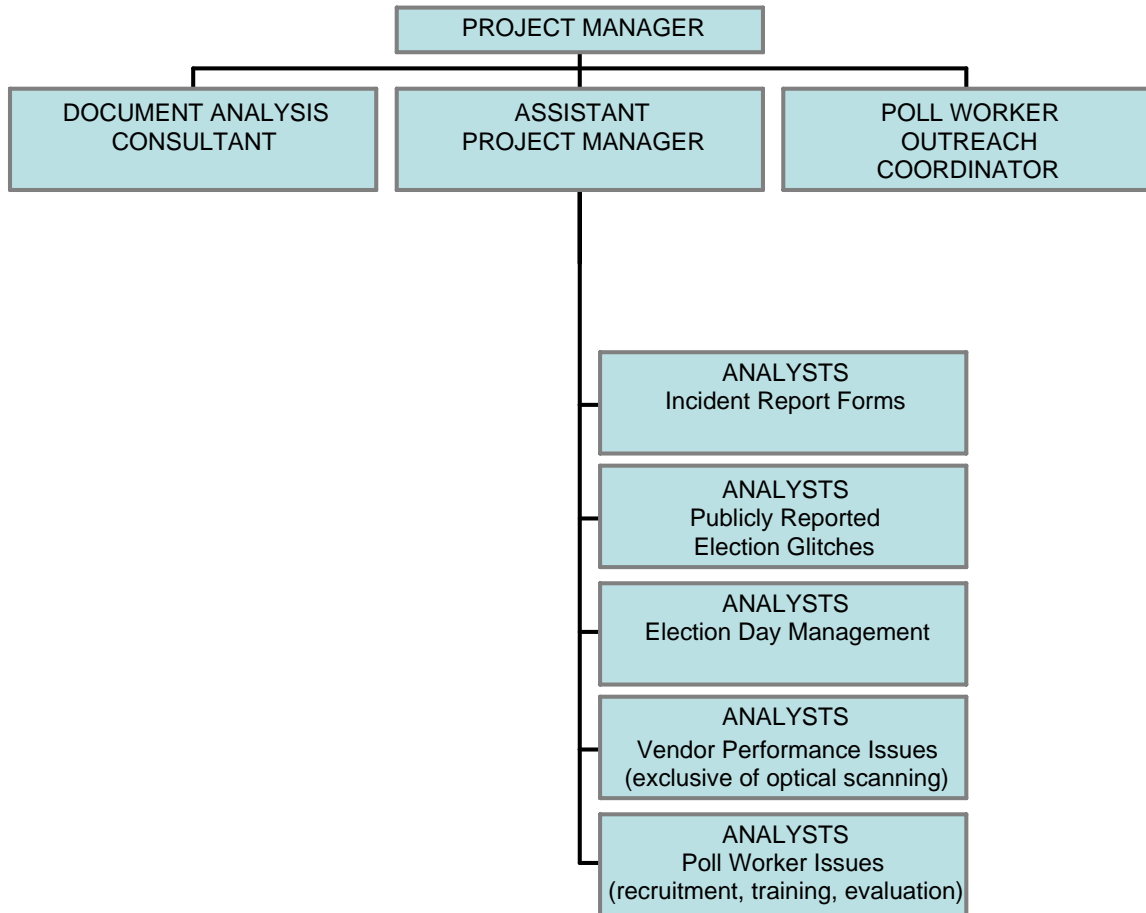 PROJECT MANAGER
DOCUMENT ANALYSIS
CONSULTANT
ASSISTANT
PROJECT MANAGER
POLL WORKER
OUTREACH
COORDINATOR
ANALYSTS
Incident Report Forms
ANALYSTS
Publicly Reported
Election Glitches
ANALYSTS
Election Day Management
ANALYSTS
Vendor Performance Issues
(exclusive of optical scanning)
ANALYSTS
Poll Worker Issues
(recruitment, training, evaluation)